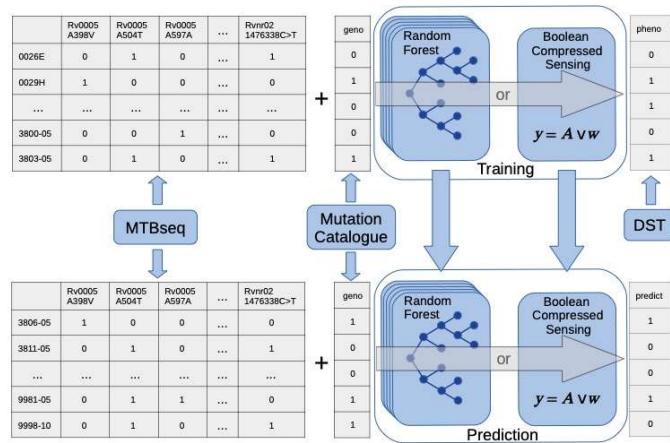 Rv0005 A398V Rv0005 A504T Rv0005 A597A ... Rvnr02 1476338C>T
0026E 0 1 0 ... 1
0029H 1 0 0 ... 0
... ... ... ... ... ...
3800-05 0 0 1 ... 0
3803-05 0 1 0 ... 1
+
geno
0
1
0
0
1
Random Forest
or
Boolean Compressed Sensing
y = A ∨ w
Training
pheno
0
1
1
0
1
MTBseq
Mutation Catalogue
DST
Rv0005 A398V Rv0005 A504T Rv0005 A597A ... Rvnr02 1476338C>T
3806-05 1 0 0 ... 0
3811-05 0 1 0 ... 1
... ... ... ... ... ...
9981-05 0 1 1 ... 0
9998-10 0 1 0 ... 1
+
geno
1
0
0
1
1
Random Forest
or
Boolean Compressed Sensing
y = A ∨ w
Prediction
predict
1
0
0
1
0